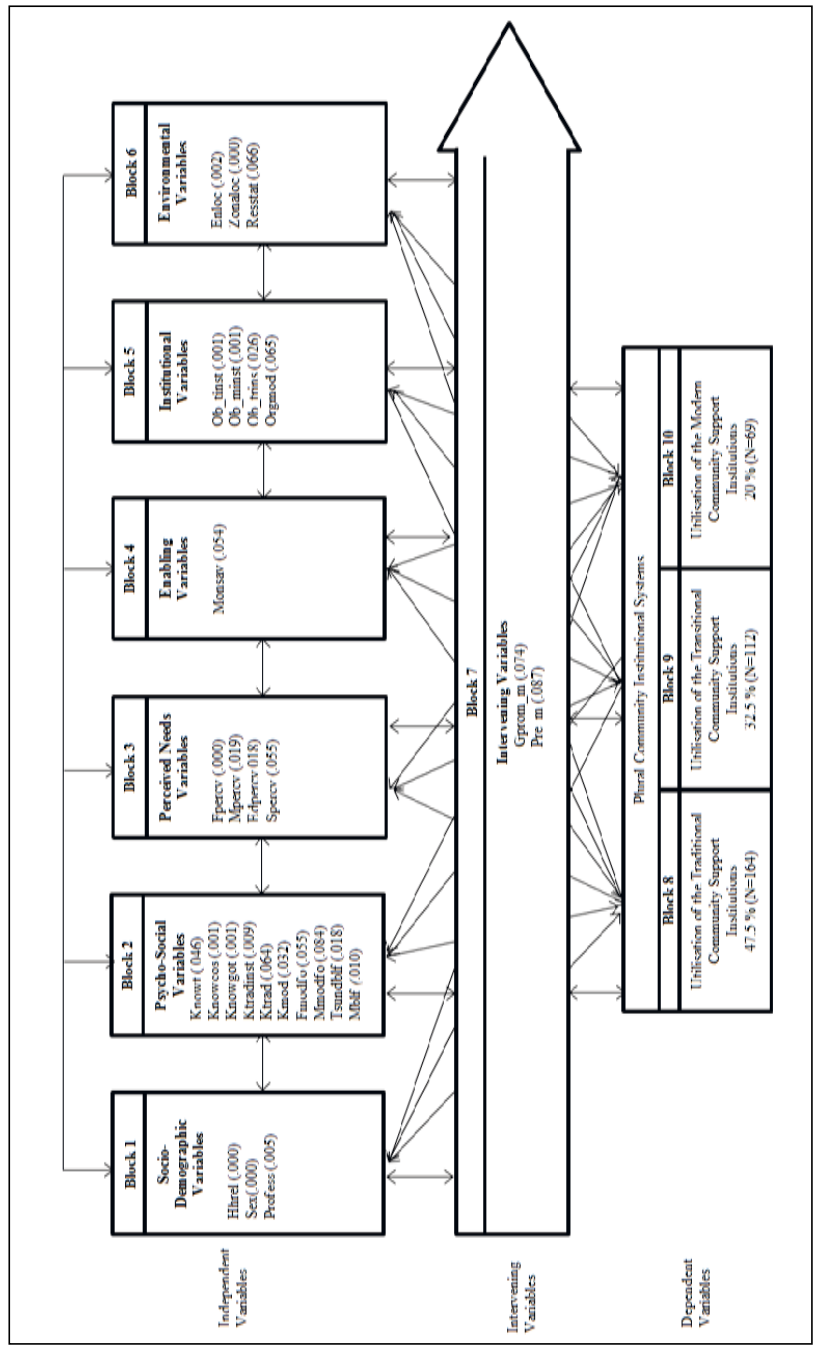 Independent
Variables
Block 1
Socio-
Demographic
Variables
Hhrel (.000)
Sex(.000)
Profess (.005)
Block 2
Psycho-Social
Variables
Knowt (.046)
Knowcos (.001)
Knowgot (.001)
Ktradinst (.009)
Ktrad (.064)
Kmod (.032)
Fmodfo (.055)
Mmodfo (.084)
Tsundblf (.018)
Mblf (.010)
Block 3
Perceived Needs
Variables
Fpercv (.000)
Mpercv (.019)
Edpercv .018)
Spercv (.055)
Block 4
Enabling
Variables
Monsav (.054)
Block 5
Institutional
Variables
Ob_tinst (.001)
Ob_minst (.001)
Ob_trins (.026)
Orgmod (.065)
Block 6
Environmental
Variables
Enloc (.002)
Zonaloc (.000)
Resstat (.066)
Intervening
Variables
Block 7
Intervening Variables
Gprom_m (.074)
Pre_m (.087)
Dependent
Variables
Plural Community Institutional Systems
Block 8
Utilisation of the Traditional
Community Support
Institutions
47.5 % (N=164)
Block 9
Utilisation of the Transitional
Community Support
Institutions
32.5 % (N=112)
Block 10
Utilisation of the Modern
Community Support
Institutions
20 % (N=69)